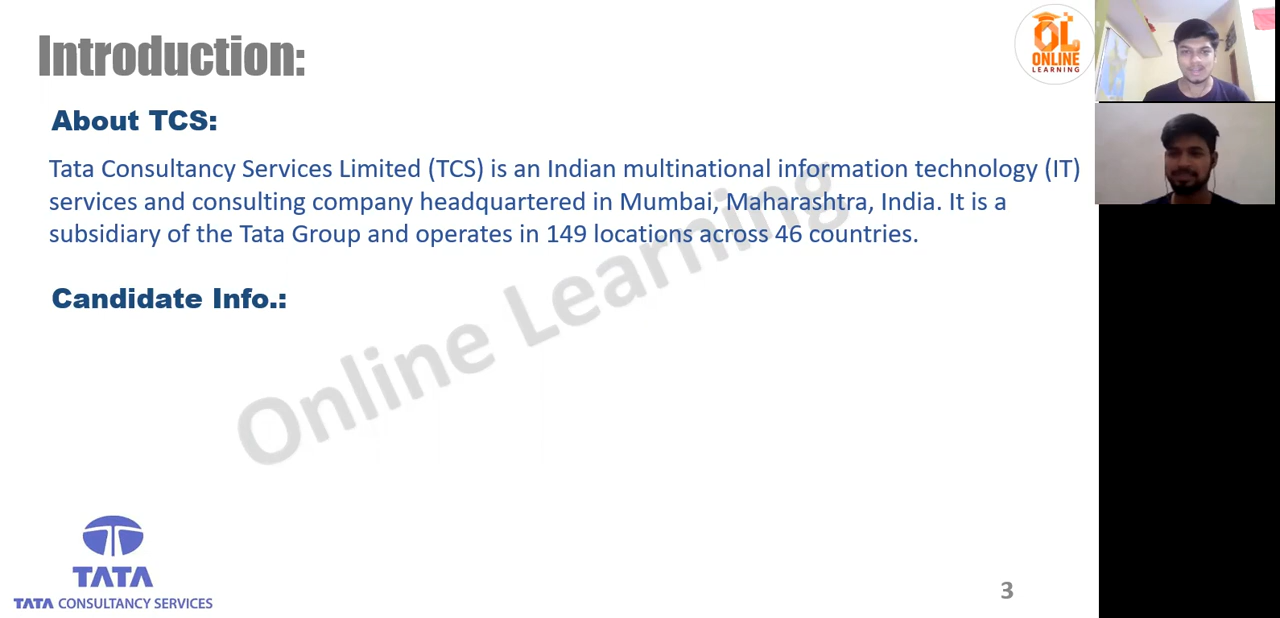 Introduction:
OL
ONLINE
LEARNING
About TCS:
Tata Consultancy Services Limited (TCS) is an Indian multinational information technology (IT)
services and consulting company headquartered in Mumbai, Maharashtra, India. It is a
subsidiary of the Tata Group and operates in 149 locations across 46 countries.
Candidate Info.:
Online Learning
TATA
TATA CONSULTANCY SERVICES
3